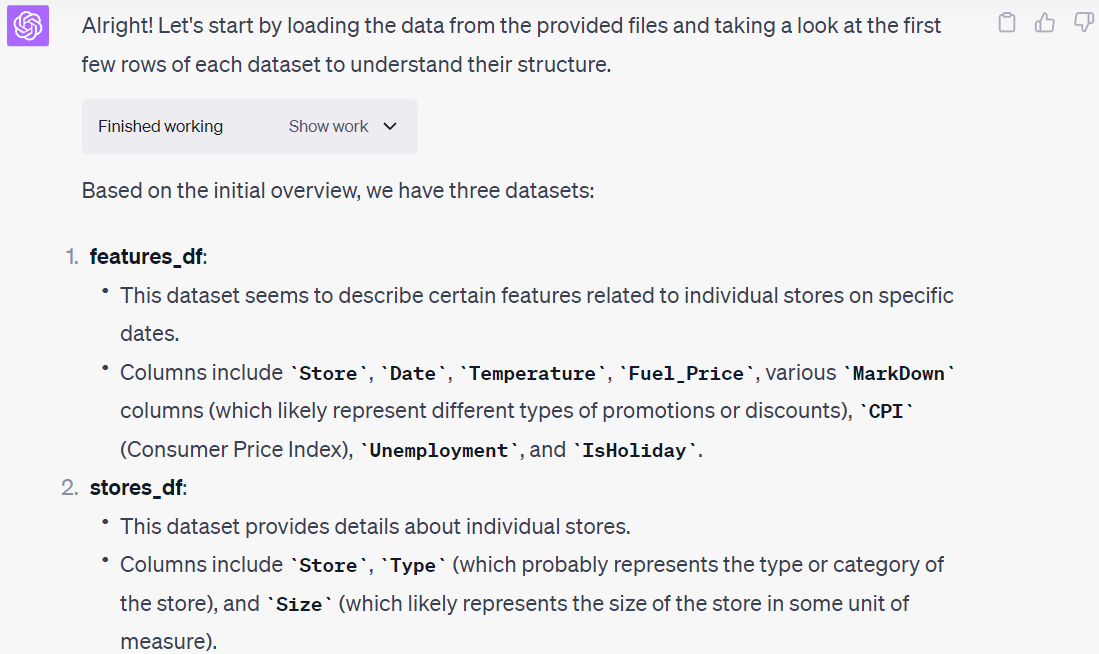 Alright! Let's start by loading the data from the provided files and taking a look at the first
few rows of each dataset to understand their structure.
Finished working Show work
Based on the initial overview, we have three datasets:
1. features_df:
• This dataset seems to describe certain features related to individual stores on specific
dates.
• Columns include `Store`, `Date`, `Temperature`, `Fuel_Price`, various `MarkDown`
columns (which likely represent different types of promotions or discounts), `CPI`
(Consumer Price Index), `Unemployment`, and `IsHoliday`.
2. stores_df:
• This dataset provides details about individual stores.
• Columns include `Store`, `Type` (which probably represents the type or category of
the store), and `Size` (which likely represents the size of the store in some unit of
measure).